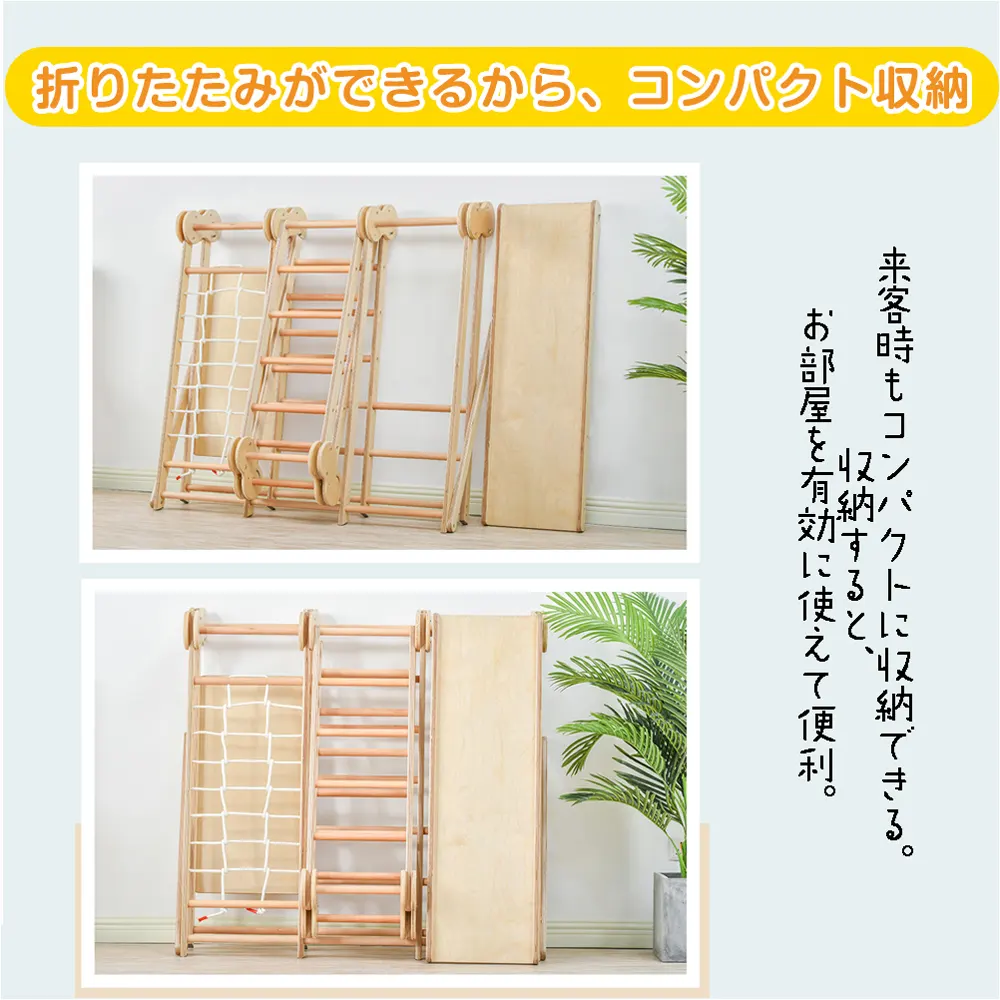 折りたたみができるから、コンパクト収納
来客時もコンパクトに収納できる。
収納すると、
お部屋を有効に使えて便利。